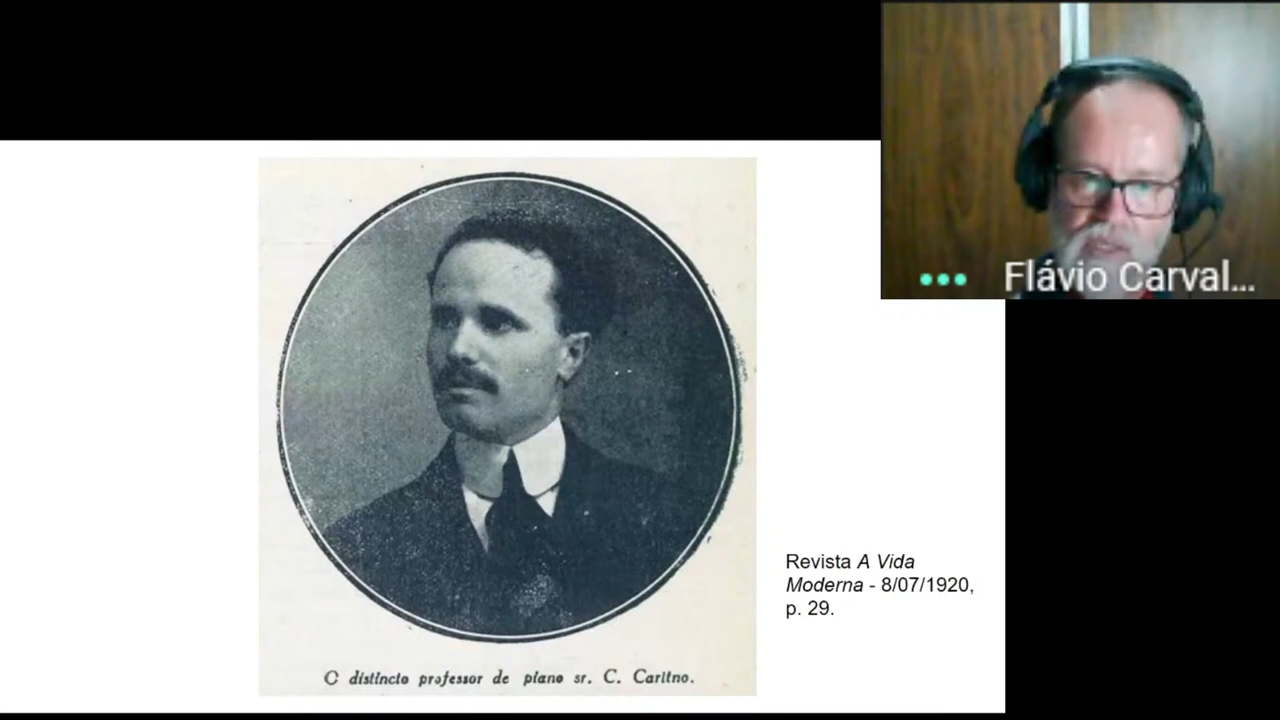 Flávio Carval...
Revista A Vida
Moderna - 8/07/1920,
p. 29.
O distincto professor de piano sr. C. Carlino.